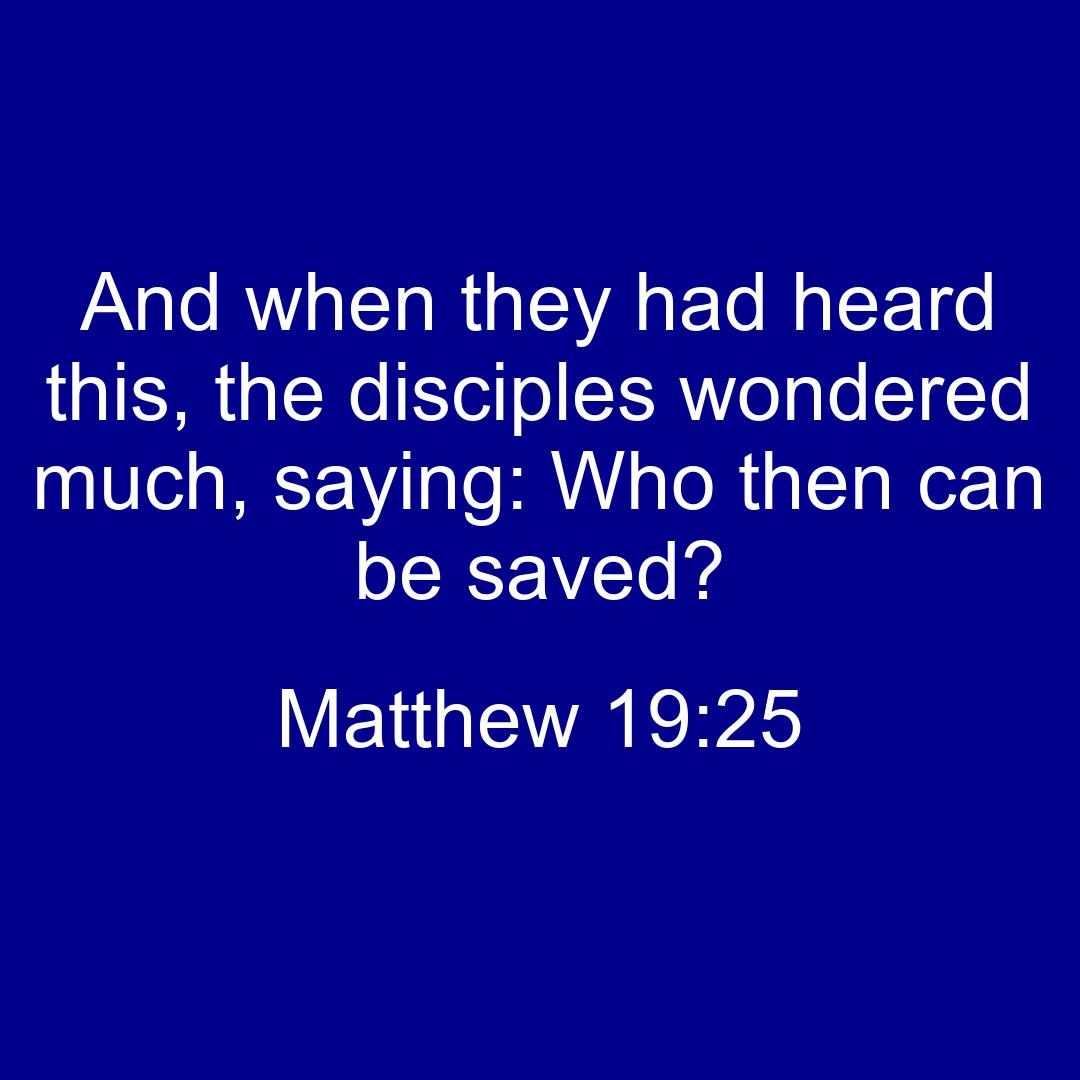 And when they had heard
this, the disciples wondered
much, saying: Who then can
be saved?
Matthew 19:25